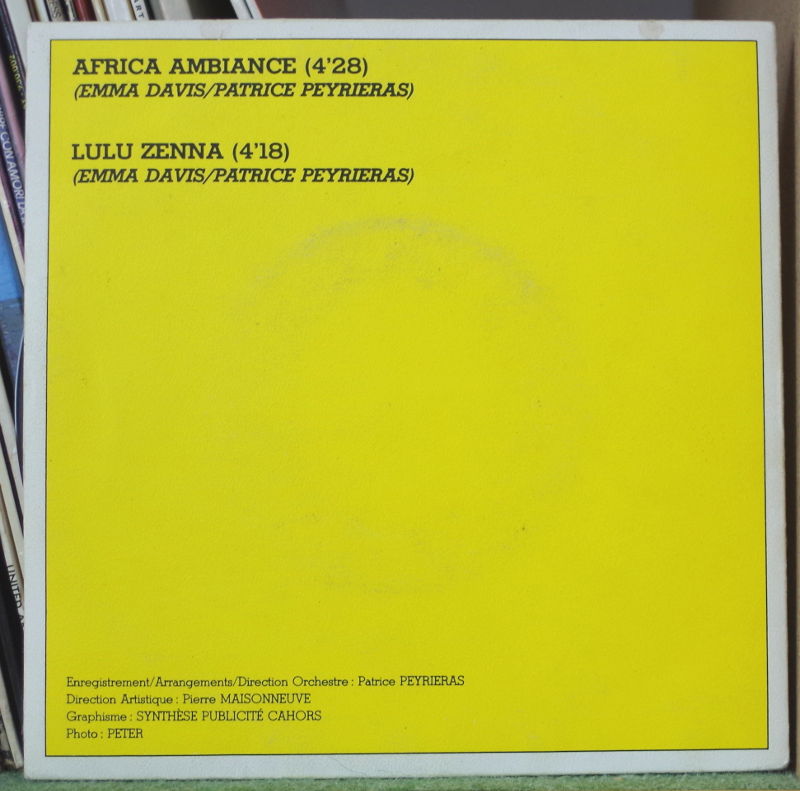 AFRICA AMBIANCE (4'28)
(EMMA DAVIS/PATRICE PEYRIERAS)
LULU ZENNA (4'18)
(EMMA DAVIS/PATRICE PEYRIERAS)
Enregistrement/Arrangements/Direction Orchestre : Patrice PEYRIERAS
Direction Artistique : Pierre MAISONNEUVE
Graphisme : SYNTHÈSE PUBLICITÉ CAHORS
Photo : PETER